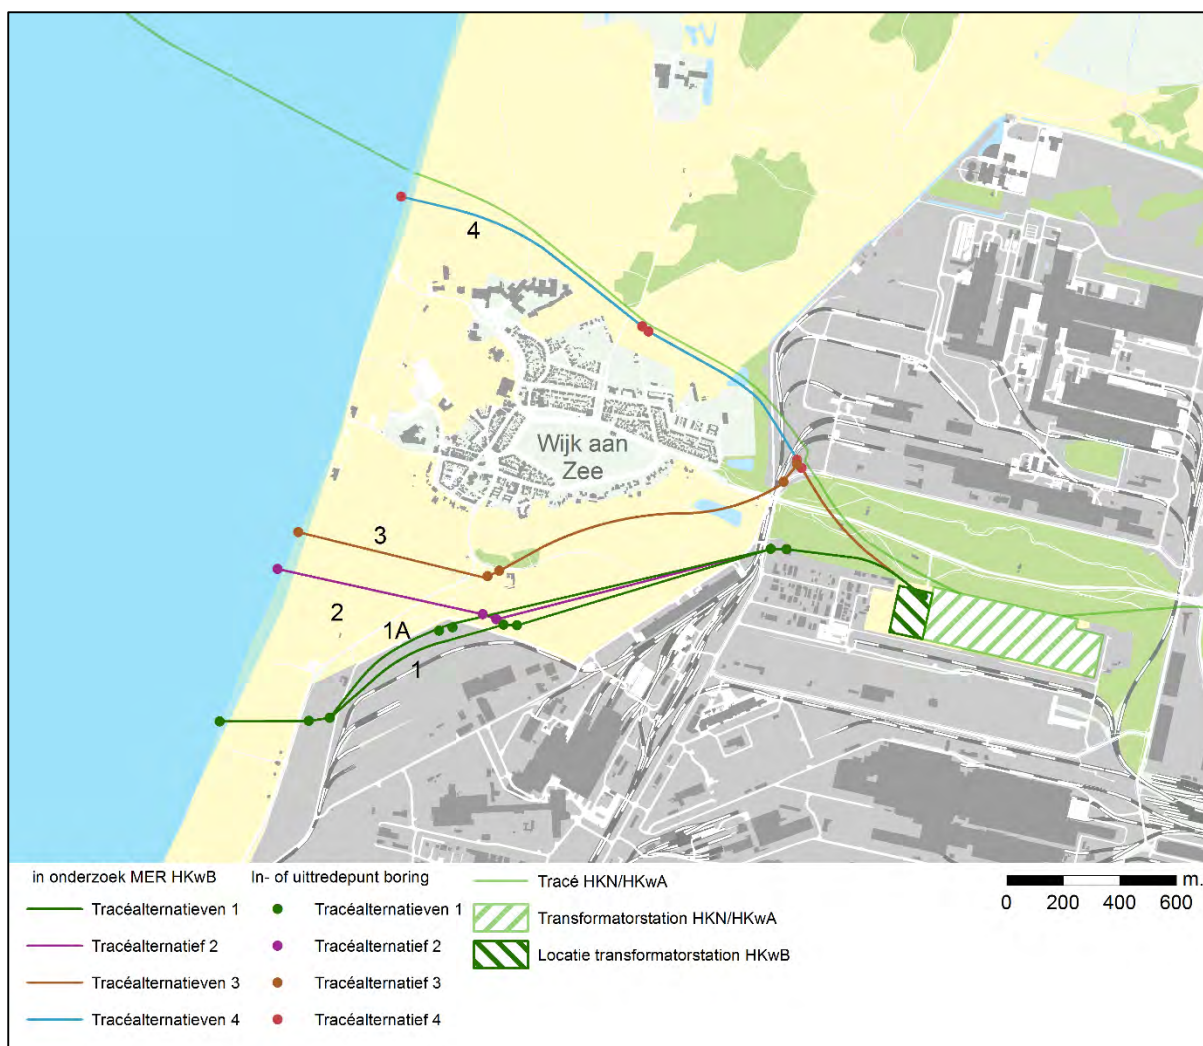 4
Wijk aan
Zee
3
2
1A
1
in onderzoek MER HKwB
Tracéalternatieven 1
Tracéalternatief 2
Tracéalternatieven 3
Tracéalternatieven 4
In- of uittredepunt boring
Tracéalternatieven 1
Tracéalternatief 2
Tracéalternatief 3
Tracéalternatief 4
Tracé HKN/HKwA
Transformatorstation HKN/HKwA
Locatie transformatorstation HKwB
m.
0 200 400 600